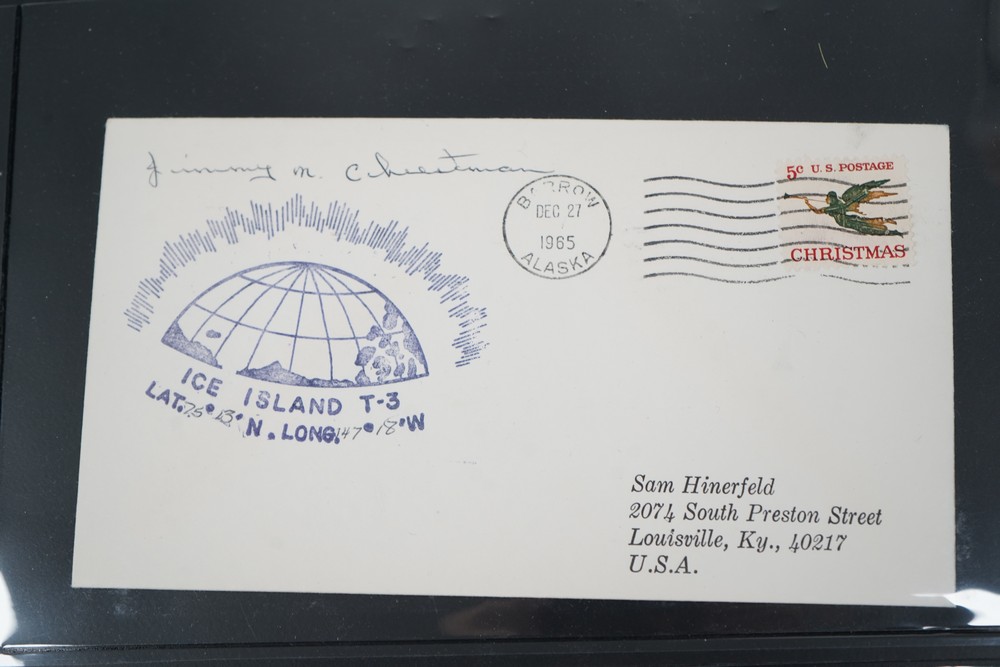 Jimmy M. Cheestman
BARROW
DEC 27
1965
ALASKA
5c U.S. POSTAGE
CHRISTMAS
ICE ISLAND T-3
LAT. 75° 13' N. LONG. 147° 18' W
Sam Hinerfeld
2074 South Preston Street
Louisville, Ky., 40217
U.S.A.